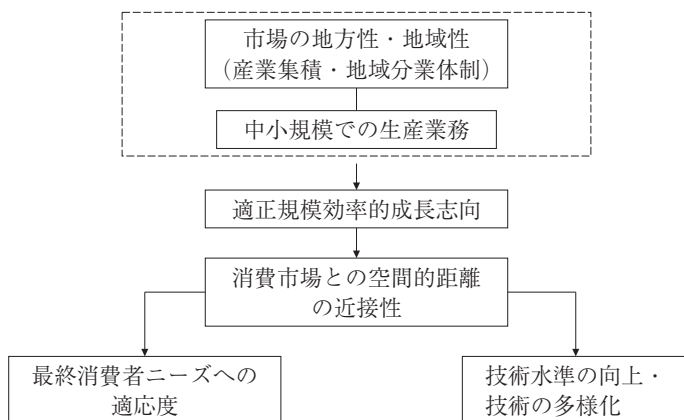 市場の地方性・地域性
（産業集積・地域分業体制）
中小規模での生産業務
適正規模効率的成長志向
消費市場との空間的距離
の近接性
最終消費者ニーズへの
適応度
技術水準の向上・
技術の多様化